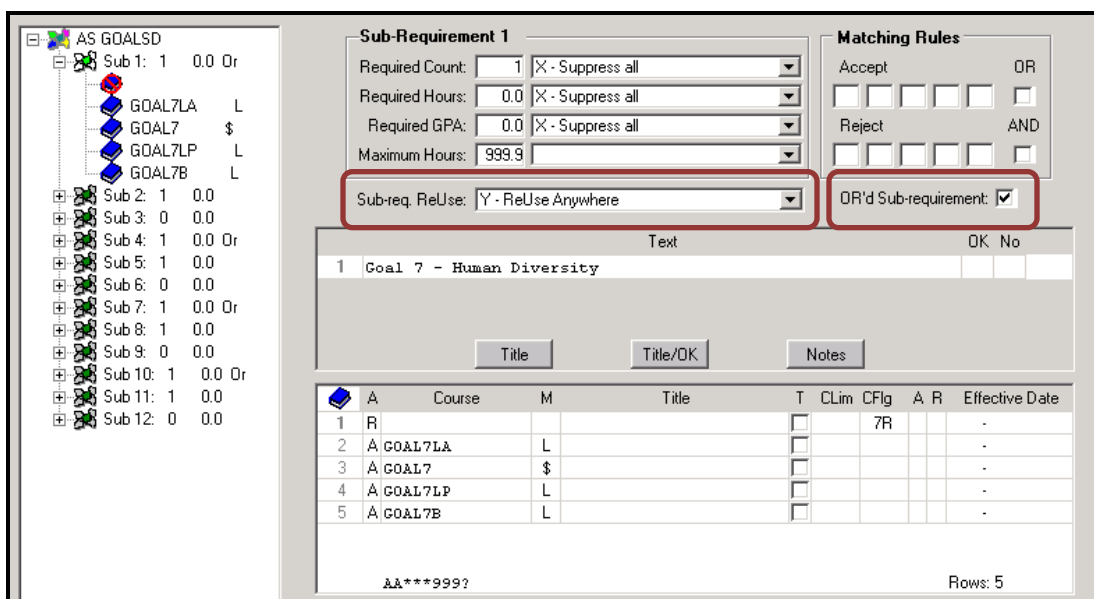 AS GOALSD
Sub 1: 1 0.0 Or
GOAL7LA L
GOAL7 $
GOAL7LP L
GOAL7B L
Sub 2: 1 0.0
Sub 3: 0 0.0
Sub 4: 1 0.0 Or
Sub 5: 1 0.0
Sub 6: 0 0.0
Sub 7: 1 0.0 Or
Sub 8: 1 0.0
Sub 9: 0 0.0
Sub 10: 1 0.0 Or
Sub 11: 1 0.0
Sub 12: 0 0.0
Sub-Requirement 1
Required Count: 1 X - Suppress all
Required Hours: 0.0 X - Suppress all
Required GPA: 0.0 X - Suppress all
Maximum Hours: 999.9
Matching Rules
Accept OR
Reject AND
Sub-req. ReUse: Y - ReUse Anywhere
OR'd Sub-requirement:
Text OK No
1 Goal 7 - Human Diversity
Title Title/OK Notes
A Course M Title T CLim CFlg A R Effective Date
1 R 7R -
2 A GOAL7LA L -
3 A GOAL7 $ -
4 A GOAL7LP L -
5 A GOAL7B L -
AA***999? Rows: 5